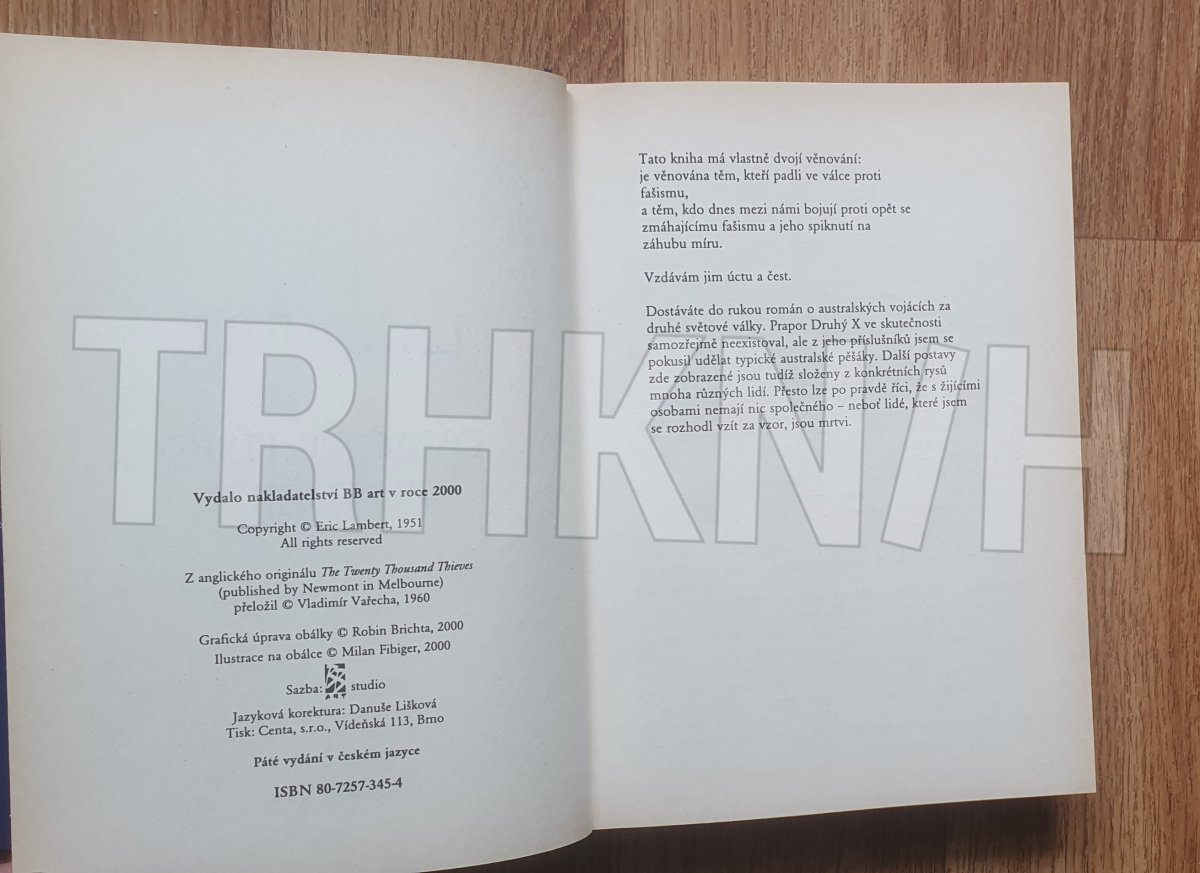 Vydalo nakladatelství BB art v roce 2000
Copyright © Eric Lambert, 1951
All rights reserved
Z anglického originálu The Twenty Thousand Thieves
(published by Newmont in Melbourne)
přeložil © Vladimír Vařecha, 1960
Grafická úprava obálky © Robin Brichta, 2000
Ilustrace na obálce © Milan Fibiger, 2000
Sazba: BB ART studio
Jazyková korektura: Danuše Lišková
Tisk: Centa, s.r.o., Vídeňská 113, Brno
Páté vydání v českém jazyce
ISBN 80-7257-345-4
Tato kniha má vlastně dvojí věnování:
je věnována těm, kteří padli ve válce proti
fašismu,
a těm, kdo dnes mezi námi bojují proti opět se
zmáhajícímu fašismu a jeho spiknutí na
záhubu míru.
Vzdávám jim úctu a čest.
Dostáváte do rukou román o australských vojácích za
druhé světové války. Prapor Druhý X ve skutečnosti
samozřejmě neexistoval, ale z jeho příslušníků jsem se
pokusil udělat typické australské pěšáky. Další postavy
zde zobrazené jsou tudíž složeny z konkrétních rysů
mnoha různých lidí. Přesto lze po pravdě říci, že s žijícími
osobami nemají nic společného – neboť lidé, které jsem
se rozhodl vzít za vzor, jsou mrtvi.
TRHKNIH